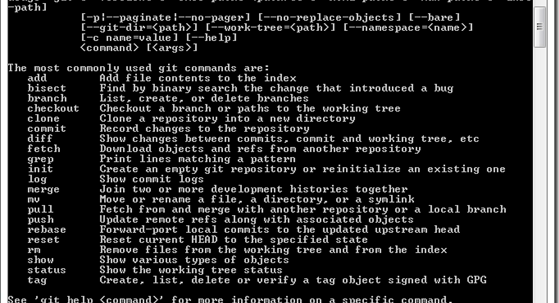 -path]
[-p|--paginate|--no-pager] [--no-replace-objects] [--bare]
[--git-dir=<path>] [--work-tree=<path>] [--namespace=<name>]
[-c name=value] [--help]
<command> [<args>]
The most commonly used git commands are:
add Add file contents to the index
bisect Find by binary search the change that introduced a bug
branch List, create, or delete branches
checkout Checkout a branch or paths to the working tree
clone Clone a repository into a new directory
commit Record changes to the repository
diff Show changes between commits, commit and working tree, etc
fetch Download objects and refs from another repository
grep Print lines matching a pattern
init Create an empty git repository or reinitialize an existing one
log Show commit logs
merge Join two or more development histories together
mv Move or rename a file, a directory, or a symlink
pull Fetch from and merge with another repository or a local branch
push Update remote refs along with associated objects
rebase Forward-port local commits to the updated upstream head
reset Reset current HEAD to the specified state
rm Remove files from the working tree and from the index
show Show various types of objects
status Show the working tree status
tag Create, list, delete or verify a tag object signed with GPG
See 'git help <command>' for more information on a specific command.